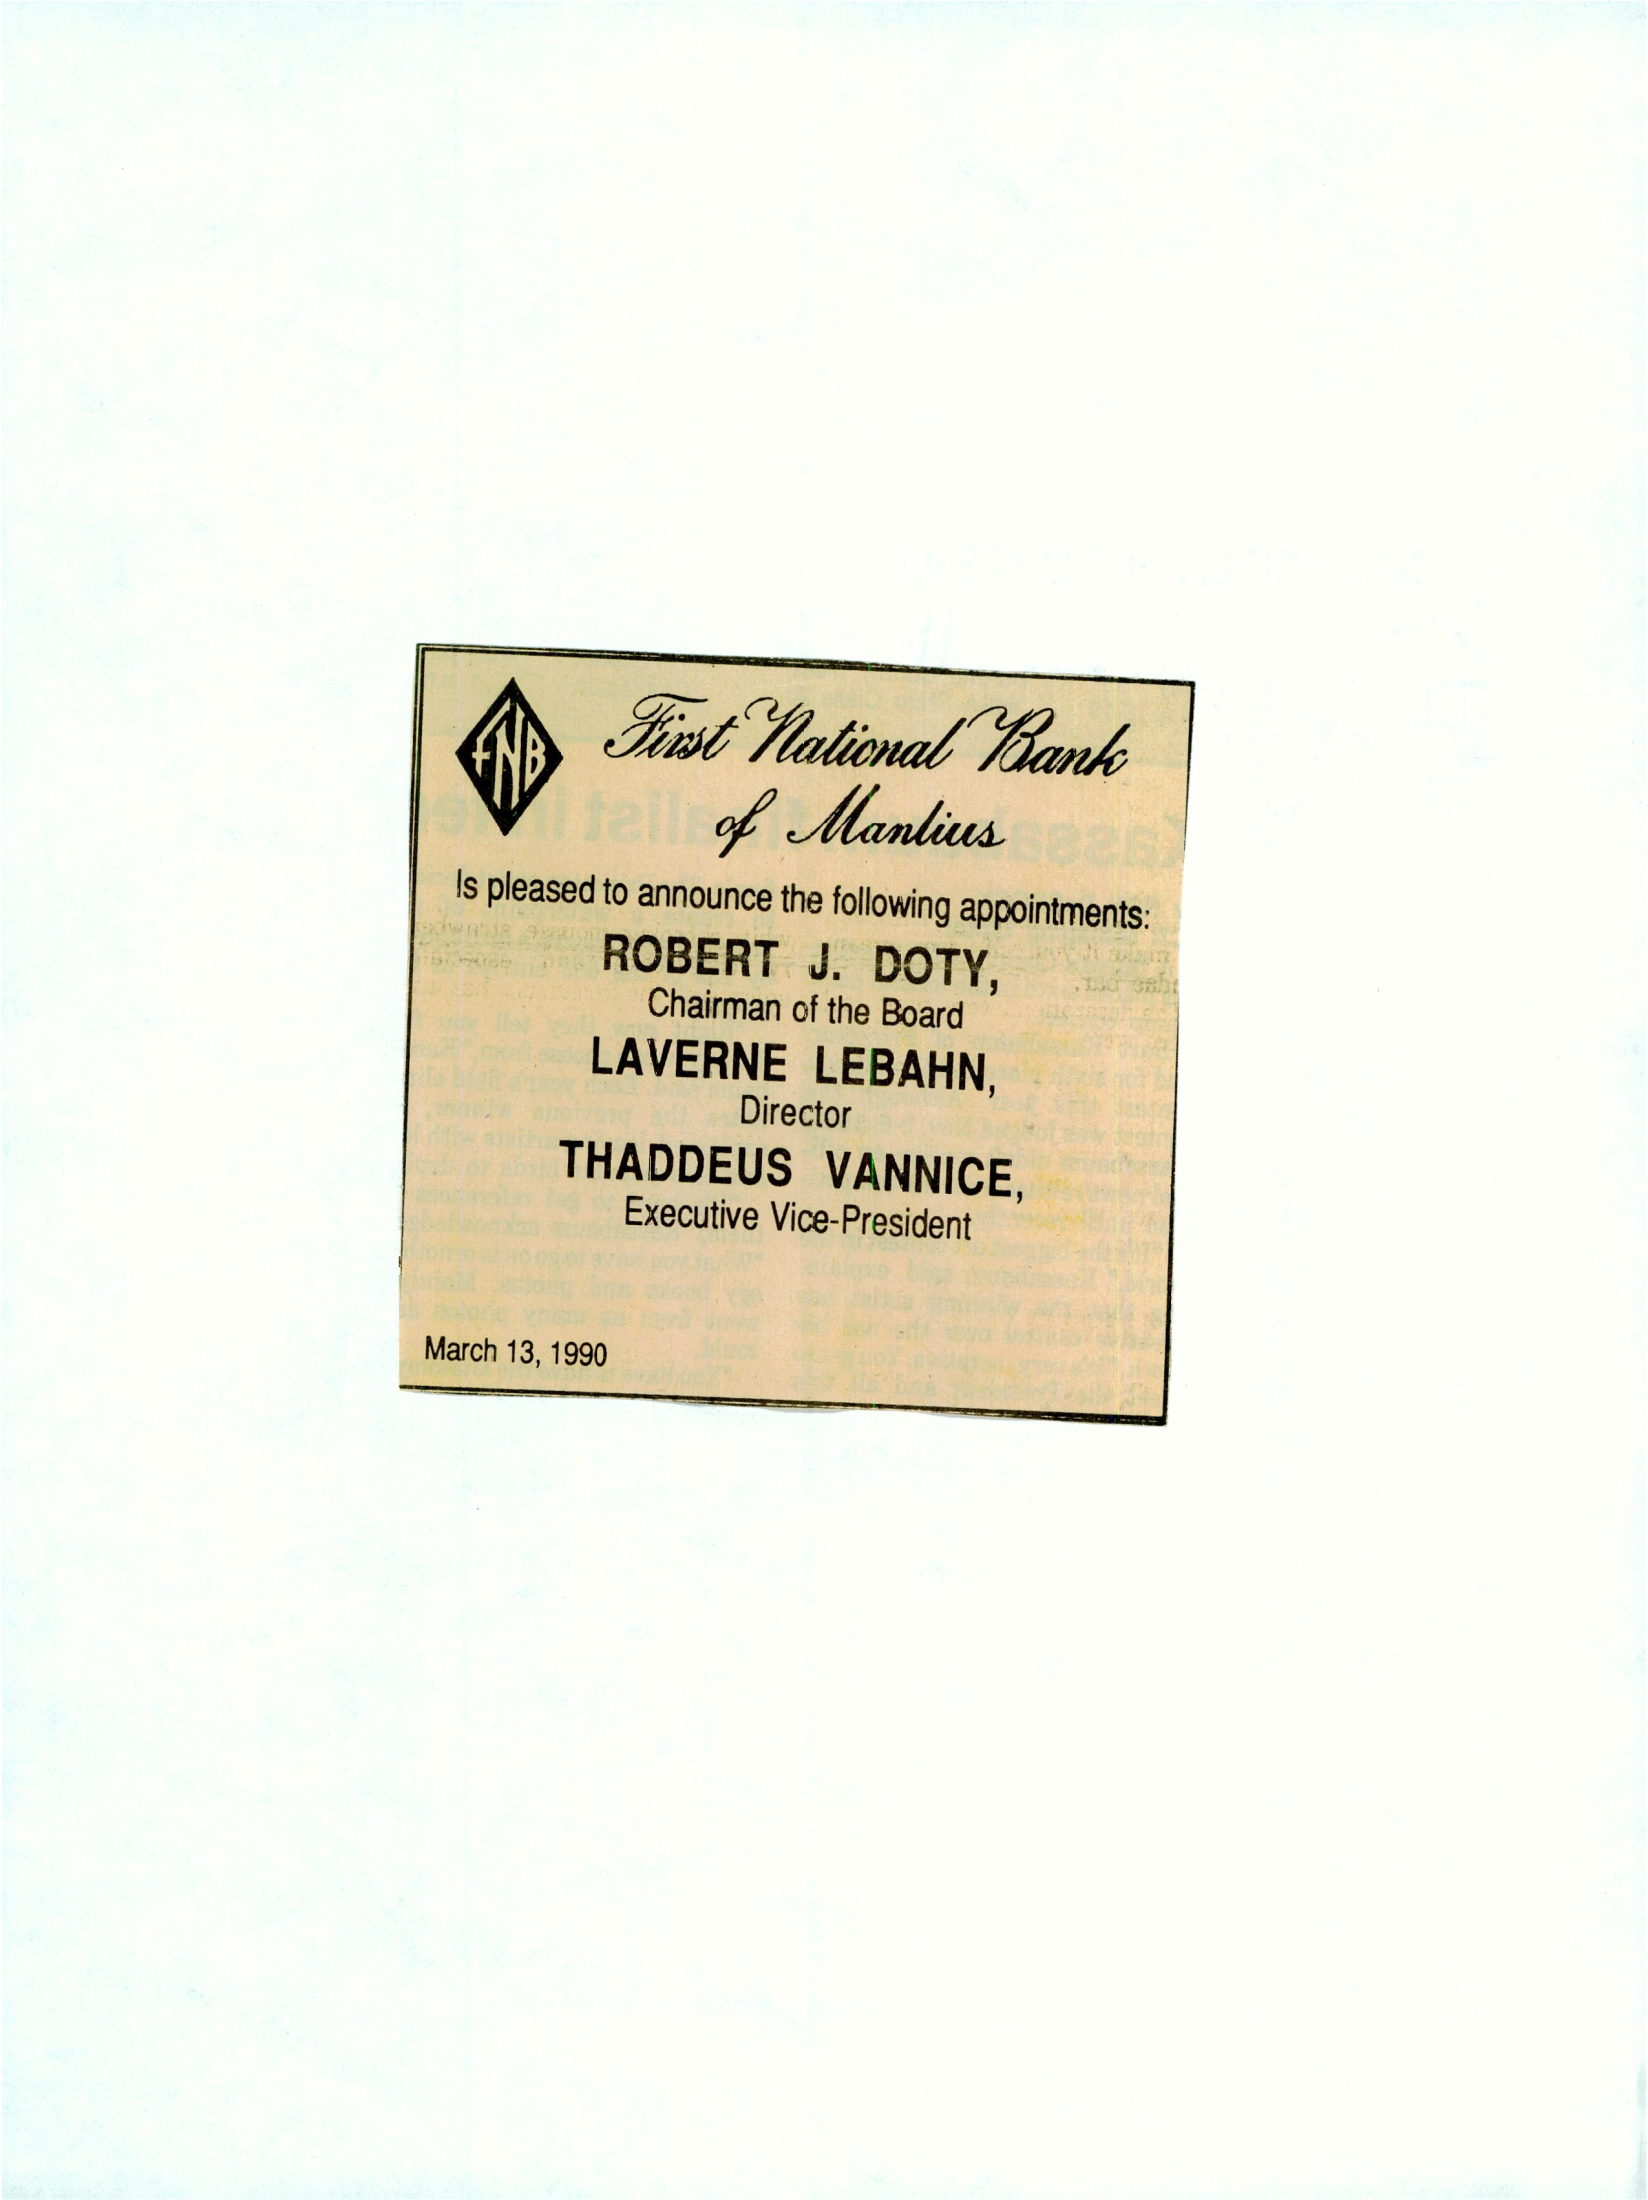 FNB
First National Bank
of Manlius
Is pleased to announce the following appointments:
ROBERT J. DOTY,
Chairman of the Board
LAVERNE LEBAHN,
Director
THADDEUS VANNICE,
Executive Vice-President
March 13, 1990